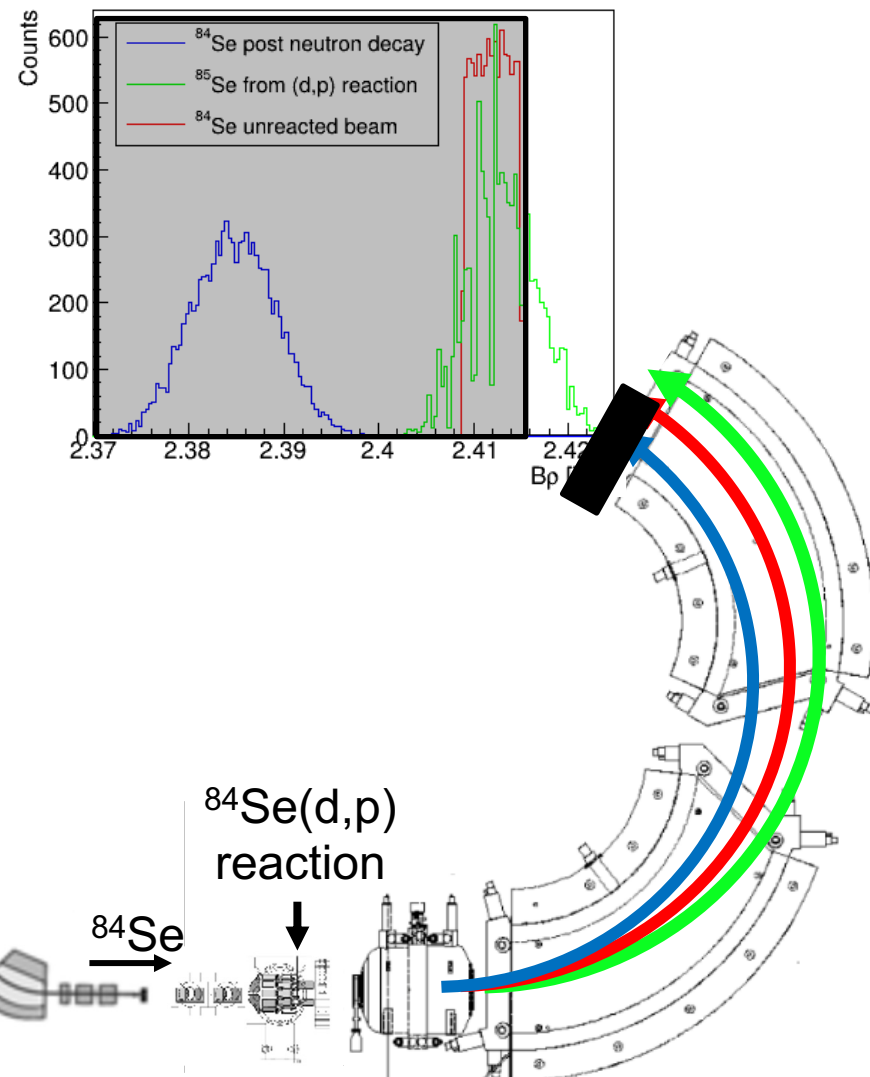 Counts
600
500
400
300
200
100
0
⁸⁴Se post neutron decay
⁸⁵Se from (d,p) reaction
⁸⁴Se unreacted beam
2.37 2.38 2.39 2.4 2.41 2.42
Bρ [
⁸⁴Se(d,p)
reaction
⁸⁴Se